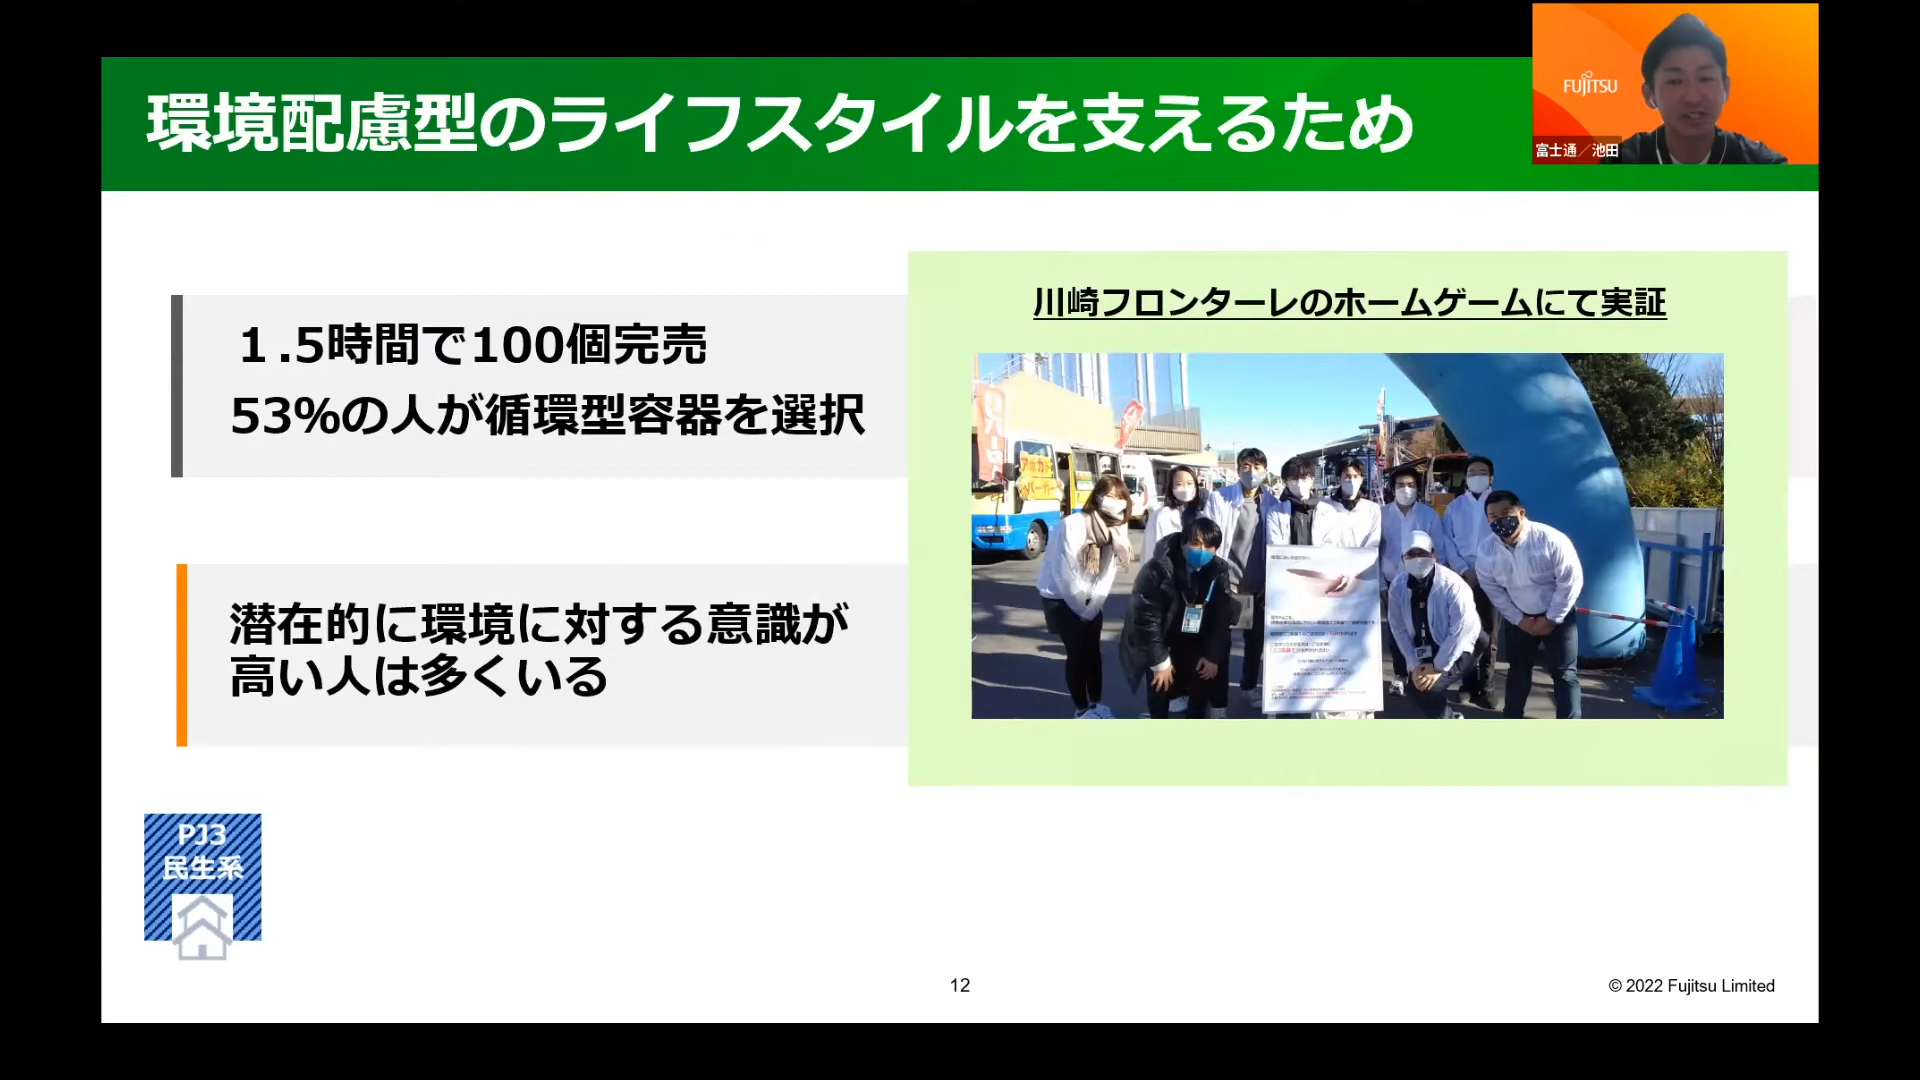 環境配慮型のライフスタイルを支えるため
FUJITSU
富士通／池田
１.5時間で100個完売
53%の人が循環型容器を選択
川崎フロンターレのホームゲームにて実証
潜在的に環境に対する意識が
高い人は多くいる
PJ3
民生系
12
© 2022 Fujitsu Limited